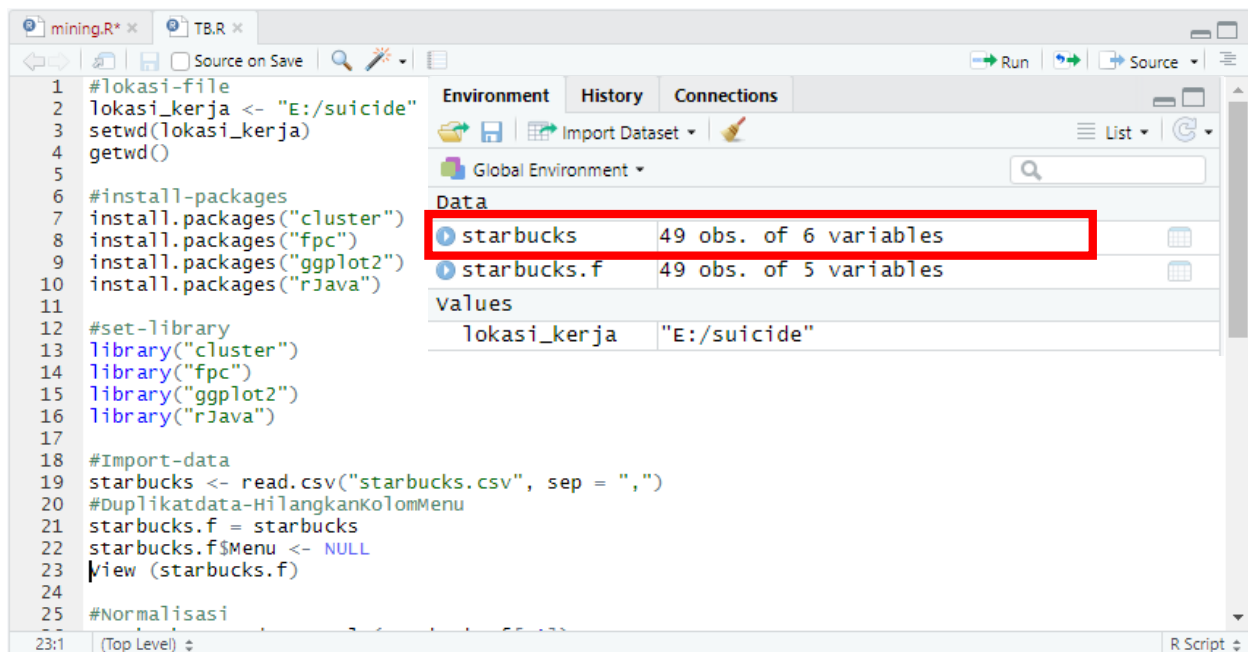 mining.R* × TB.R ×
Source on Save Run Source
1 #lokasi-file
2 lokasi_kerja <- "E:/suicide"
3 setwd(lokasi_kerja)
4 getwd()
5
6 #install-packages
7 install.packages("cluster")
8 install.packages("fpc")
9 install.packages("ggplot2")
10 install.packages("rJava")
11
12 #set-library
13 library("cluster")
14 library("fpc")
15 library("ggplot2")
16 library("rJava")
17
18 #Import-data
19 starbucks <- read.csv("starbucks.csv", sep = ",")
20 #Duplikatdata-HilangkanKolomMenu
21 starbucks.f = starbucks
22 starbucks.f$Menu <- NULL
23 View (starbucks.f)
24
25 #Normalisasi
23:1 (Top Level) R Script
Environment History Connections
Import Dataset List
Global Environment
Data
starbucks 49 obs. of 6 variables
starbucks.f 49 obs. of 5 variables
Values
lokasi_kerja "E:/suicide"